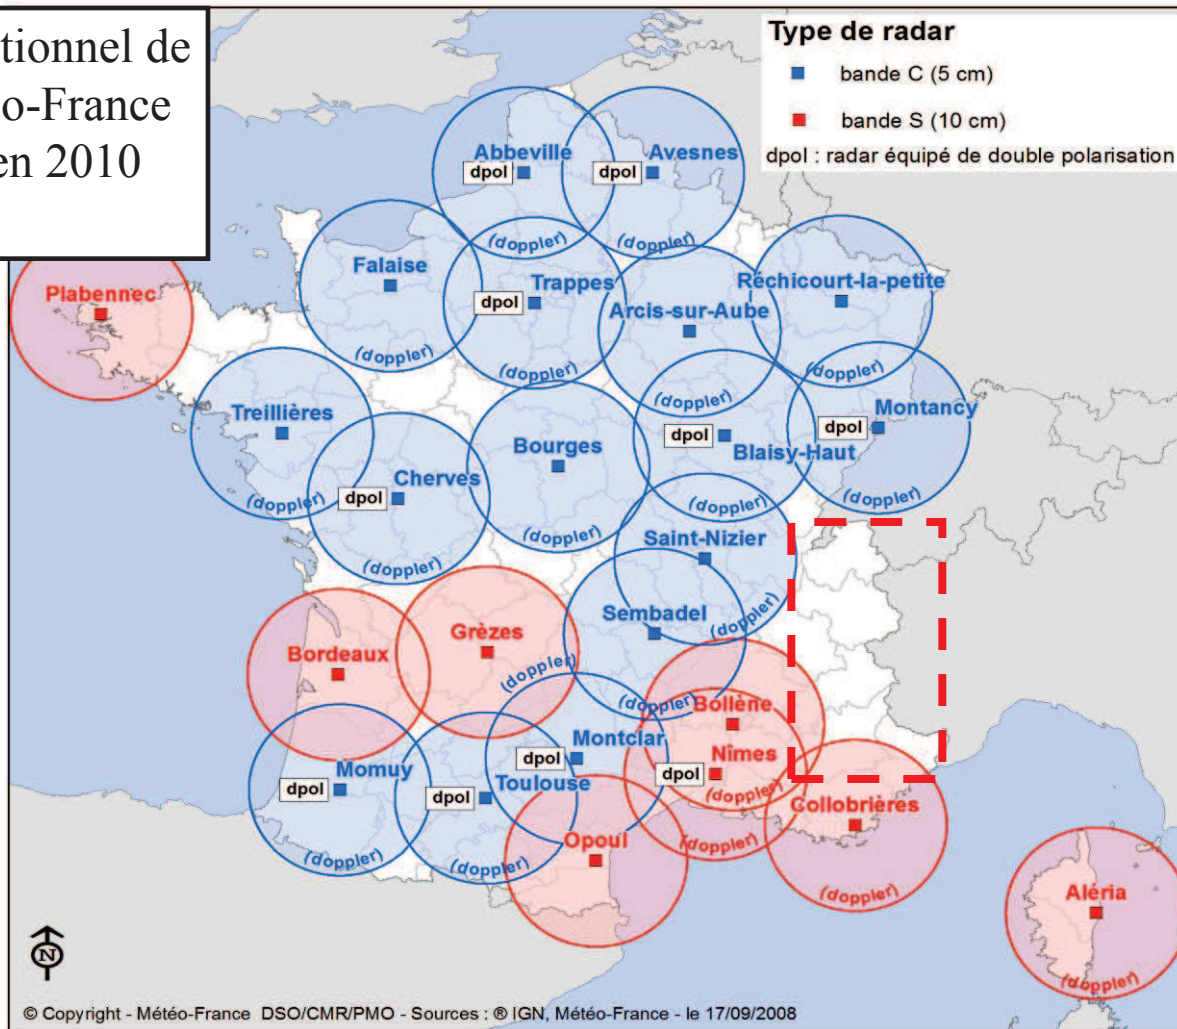 tionnel de
o-France
en 2010
Type de radar
bande C (5 cm)
bande S (10 cm)
dpol : radar équipé de double polarisation
Abbeville
dpol
(doppler)
Avesnes
dpol
(doppler)
Falaise
(doppler)
Trappes
dpol
(doppler)
Arcis-sur-Aube
(doppler)
Réchicourt-la-petite
(doppler)
Plabennec
Treillières
(doppler)
Cherves
dpol
(doppler)
Bourges
(doppler)
dpol
Blaisy-Haut
(doppler)
Montancy
dpol
(doppler)
Saint-Nizier
(doppler)
Sembadel
(doppler)
Bordeaux
Grèzes
(doppler)
Bollène
(doppler)
Nîmes
dpol
(doppler)
Montclar
dpol
Momuy
dpol
(doppler)
Toulouse
dpol
(doppler)
Opoul
Collobrières
(doppler)
Aléria
(doppler)
N
© Copyright - Météo-France DSO/CMR/PMO - Sources : ® IGN, Météo-France - le 17/09/2008